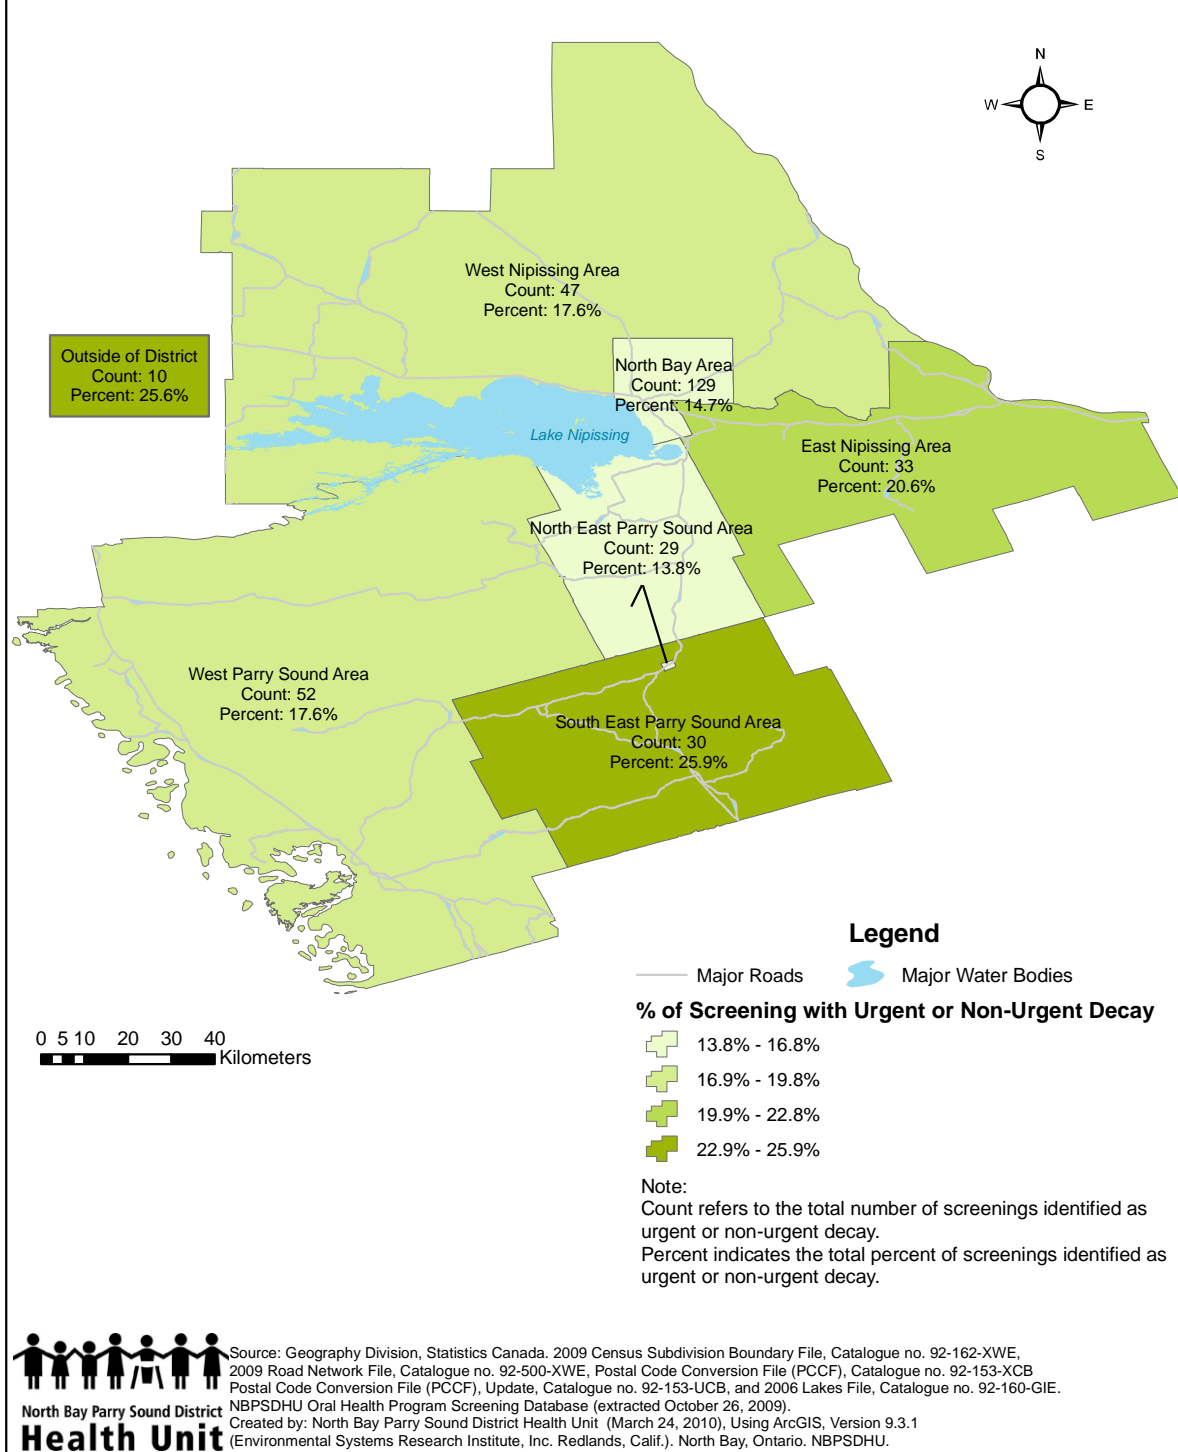 N
W
E
S
West Nipissing Area
Count: 47
Percent: 17.6%
Outside of District
Count: 10
Percent: 25.6%
North Bay Area
Count: 129
Percent: 14.7%
Lake Nipissing
East Nipissing Area
Count: 33
Percent: 20.6%
North East Parry Sound Area
Count: 29
Percent: 13.8%
West Parry Sound Area
Count: 52
Percent: 17.6%
South East Parry Sound Area
Count: 30
Percent: 25.9%
Legend
Major Roads
Major Water Bodies
% of Screening with Urgent or Non-Urgent Decay
13.8% - 16.8%
16.9% - 19.8%
19.9% - 22.8%
22.9% - 25.9%
0 5 10 20 30 40
Kilometers
Note:
Count refers to the total number of screenings identified as
urgent or non-urgent decay.
Percent indicates the total percent of screenings identified as
urgent or non-urgent decay.
North Bay Parry Sound District
Health Unit
Source: Geography Division, Statistics Canada. 2009 Census Subdivision Boundary File, Catalogue no. 92-162-XWE,
2009 Road Network File, Catalogue no. 92-500-XWE, Postal Code Conversion File (PCCF), Catalogue no. 92-153-XCB
Postal Code Conversion File (PCCF), Update, Catalogue no. 92-153-UCB, and 2006 Lakes File, Catalogue no. 92-160-GIE.
NBPSDHU Oral Health Program Screening Database (extracted October 26, 2009).
Created by: North Bay Parry Sound District Health Unit (March 24, 2010), Using ArcGIS, Version 9.3.1
(Environmental Systems Research Institute, Inc. Redlands, Calif.). North Bay, Ontario. NBPSDHU.